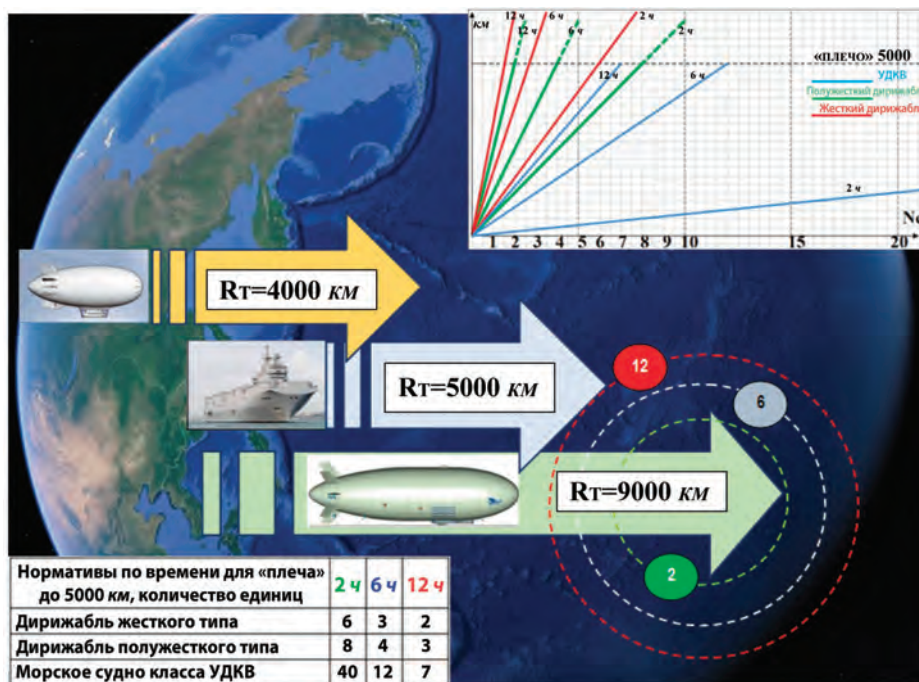 км
12 ч
6 ч
2 ч
12 ч
6 ч
2 ч
«ПЛЕЧО» 5000
УДКВ
Полужесткий дирижабл
Жесткий дирижабл
12 ч
6 ч
2 ч
1 2 3 4 5 6 7 8 9 10 15 20
Rт=4000 км
Rт=5000 км
Rт=9000 км
12
6
2
Нормативы по времени для «плеча»
до 5000 км, количество единиц
2 ч 6 ч 12 ч
Дирижабль жесткого типа 6 3 2
Дирижабль полужесткого типа 8 4 3
Морское судно класса УДКВ 40 12 7